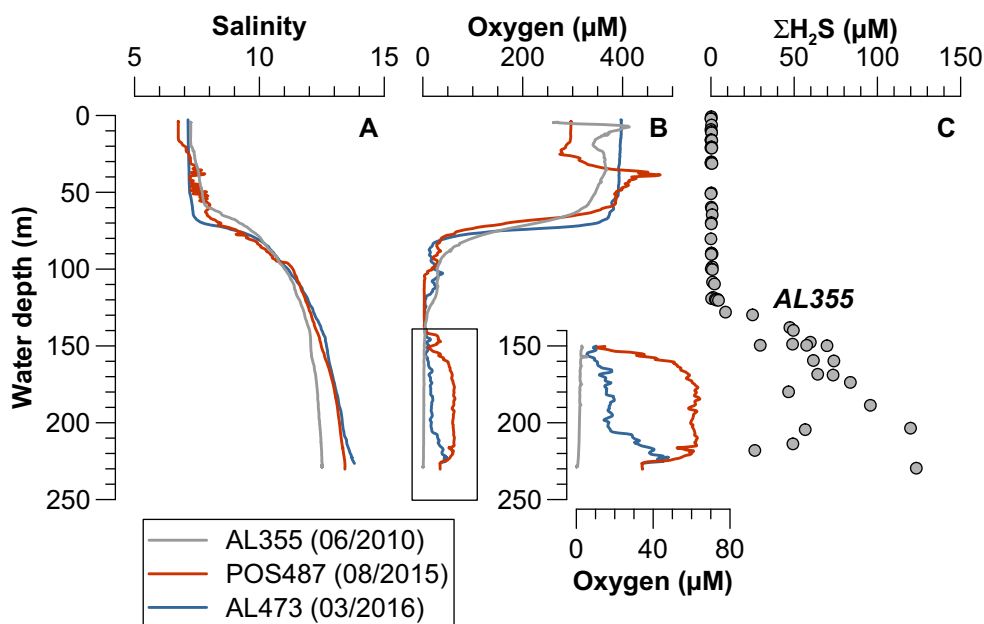 Salinity
Oxygen (µM)
ΣH2S (µM)
5 10 15
0 200 400
0 50 100 150
0
50
100
150
200
250
Water depth (m)
A
B
C
AL355
150
200
250
0 40 80
Oxygen (µM)
AL355 (06/2010)
POS487 (08/2015)
AL473 (03/2016)